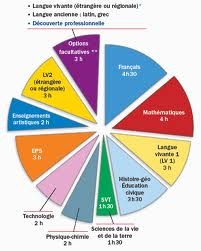 • Langue vivante (étrangère ou régionale)*
• Langue ancienne : latin, grec
• Découverte professionnelle
Options
facultatives **
3 h
Français
4 h 30
LV2
(étrangère
ou régionale)
3 h
Mathématiques
4 h
Enseignements
artistiques 2 h
Langue
vivante 1
(LV 1)
3 h
EPS
3 h
Histoire-géo
Éducation
civique
3 h 30
SVT
1 h 30
Technologie
2 h
Physique-chimie
2 h
Sciences de la vie
et de la terre
1 h 30